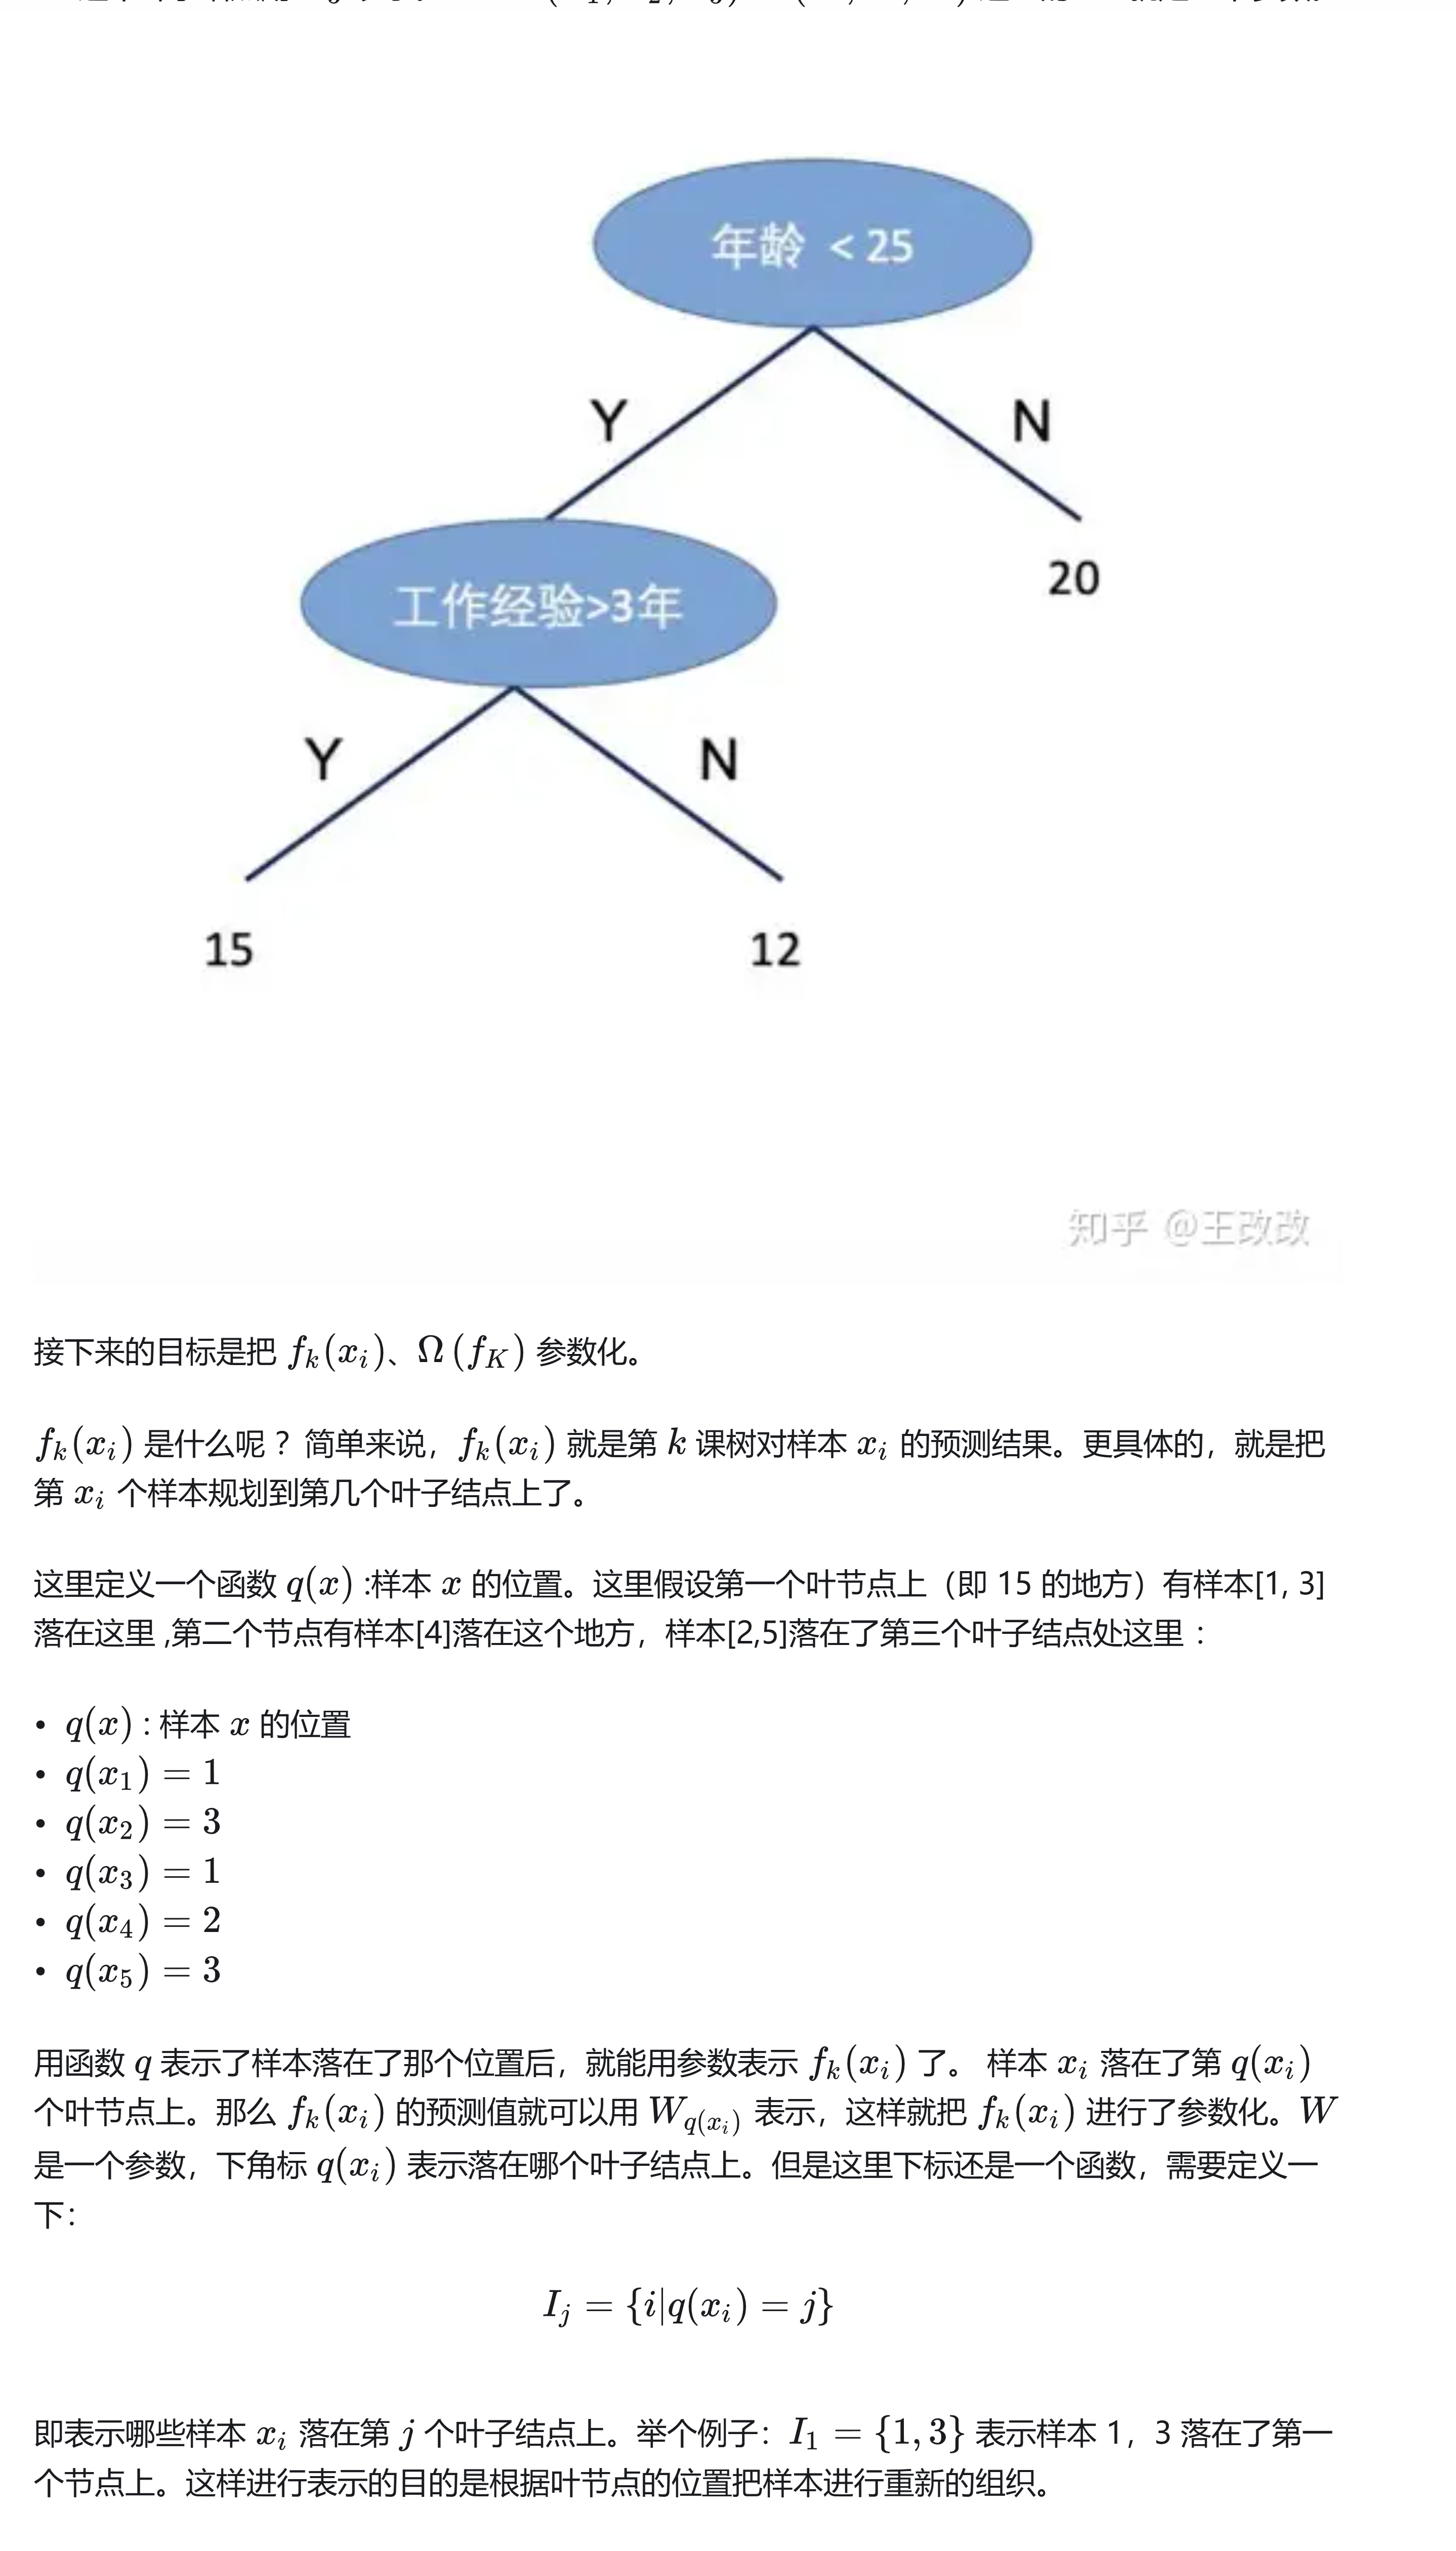 年龄 < 25
Y
N
工作经验>3年
20
Y
N
15
12
知乎 @王改改
接下来的目标是把 f_k(x_i)、Ω (f_K) 参数化。
f_k(x_i) 是什么呢？简单来说，f_k(x_i) 就是第 k 课树对样本 x_i 的预测结果。更具体的，就是把
第 x_i 个样本规划到第几个叶子结点上了。
这里定义一个函数 q(x) :样本 x 的位置。这里假设第一个叶节点上（即 15 的地方）有样本[1, 3]
落在这里 ,第二个节点有样本[4]落在这个地方，样本[2,5]落在了第三个叶子结点处这里：
• q(x) : 样本 x 的位置
• q(x_1) = 1
• q(x_2) = 3
• q(x_3) = 1
• q(x_4) = 2
• q(x_5) = 3
用函数 q 表示了样本落在了那个位置后，就能用参数表示 f_k(x_i) 了。 样本 x_i 落在了第 q(x_i)
个叶节点上。那么 f_k(x_i) 的预测值就可以用 W_{q(x_i)} 表示，这样就把 f_k(x_i) 进行了参数化。W
是一个参数，下角标 q(x_i) 表示落在哪个叶子结点上。但是这里下标还是一个函数，需要定义一
下：
I_j = {i|q(x_i) = j}
即表示哪些样本 x_i 落在第 j 个叶子结点上。举个例子：I_1 = {1, 3} 表示样本 1，3 落在了第一
个节点上。这样进行表示的目的是根据叶节点的位置把样本进行重新的组织。